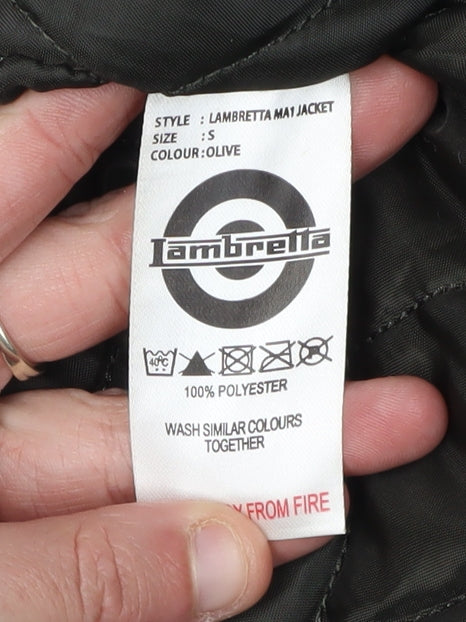 STYLE : LAMBRETTA MA1 JACKET
SIZE : S
COLOUR : OLIVE
Lambretta
40°C
100% POLYESTER
WASH SIMILAR COLOURS
TOGETHER
FROM FIRE